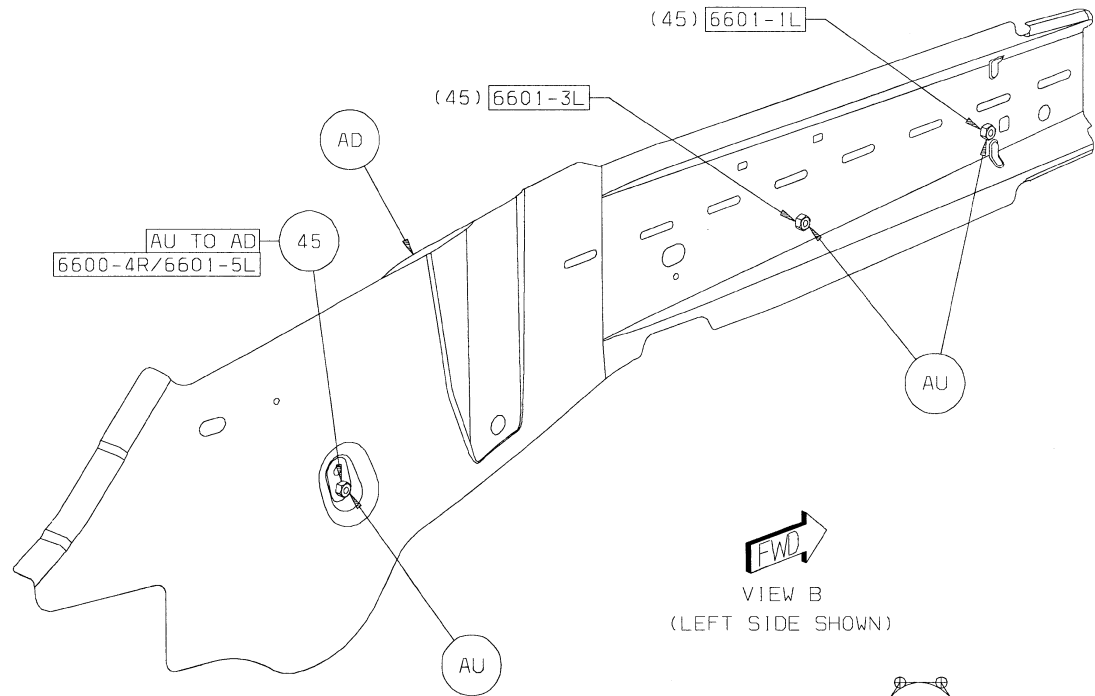 (45) 6601-1L
(45) 6601-3L
AD
AU TO AD
45
6600-4R/6601-5L
AU
FWD
VIEW B
(LEFT SIDE SHOWN)
AU